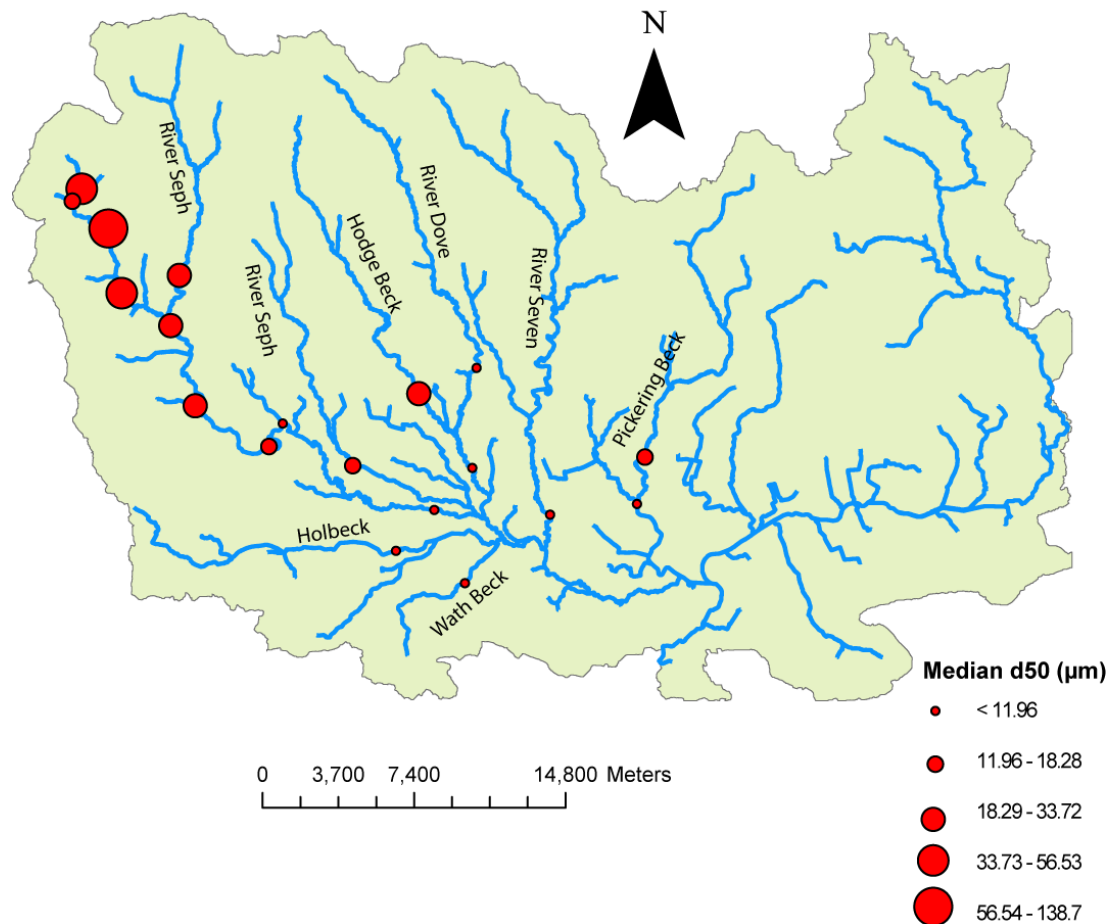 N
River Seph
River Dove
Hodge Beck
River Seven
River Seph
Pickering Beck
Holbeck
Wath Beck
Median d50 (µm)
< 11.96
11.96 - 18.28
18.29 - 33.72
33.73 - 56.53
56.54 - 138.7
0 3,700 7,400 14,800 Meters